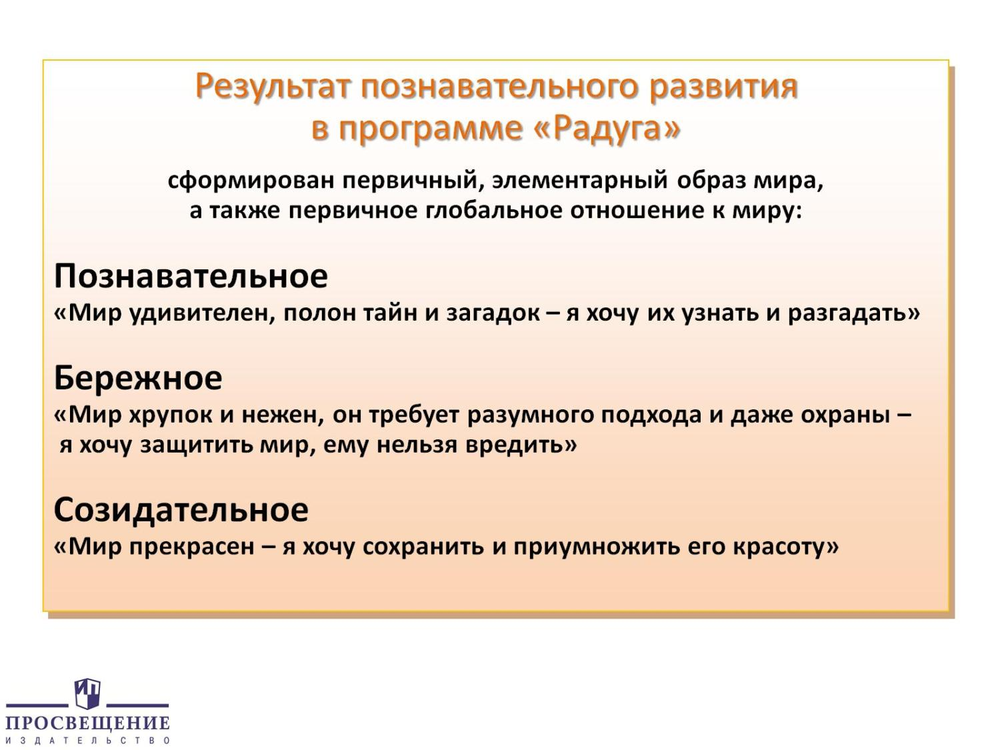 Результат познавательного развития
в программе «Радуга»
сформирован первичный, элементарный образ мира,
а также первичное глобальное отношение к миру:
Познавательное
«Мир удивителен, полон тайн и загадок – я хочу их узнать и разгадать»
Бережное
«Мир хрупок и нежен, он требует разумного подхода и даже охраны –
я хочу защитить мир, ему нельзя вредить»
Созидательное
«Мир прекрасен – я хочу сохранить и приумножить его красоту»
ИП
ПРОСВЕЩЕНИЕ
ИЗДАТЕЛЬСТВО